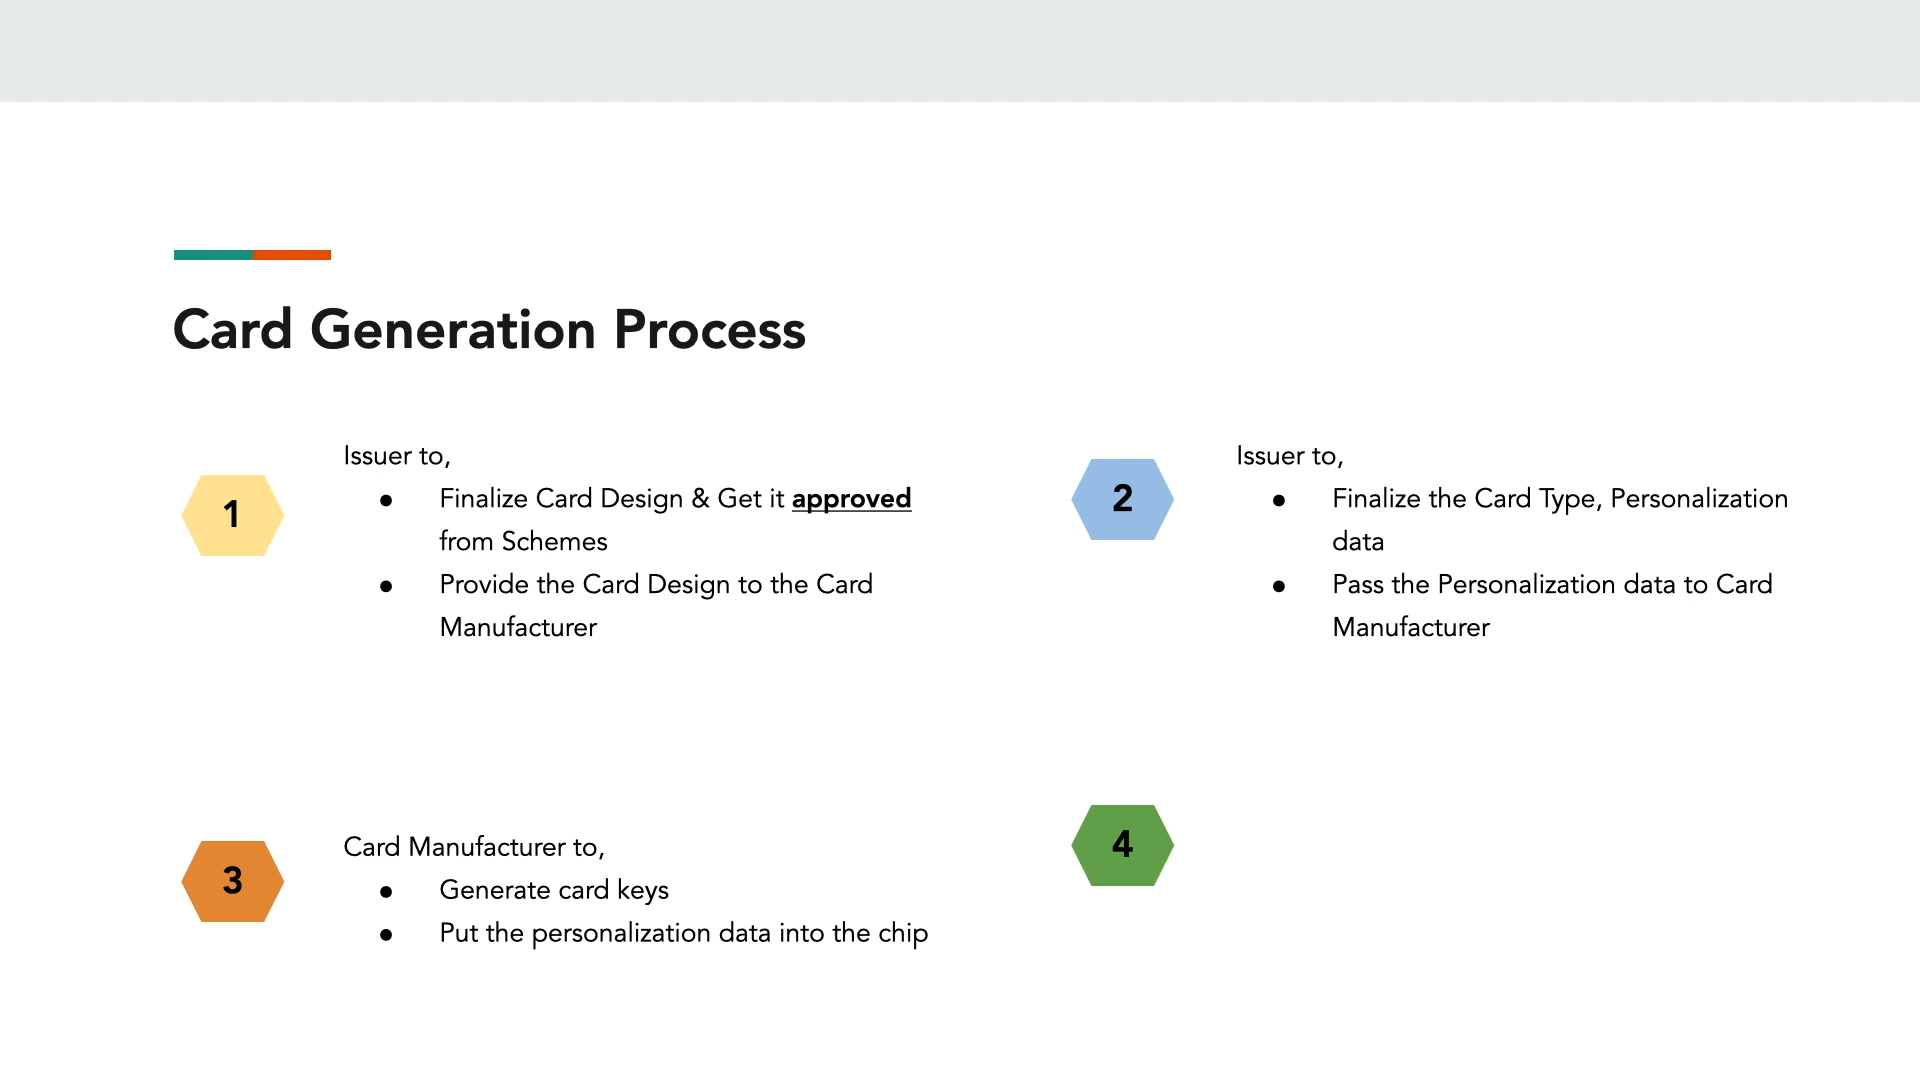 Card Generation Process
1
Issuer to,
● Finalize Card Design & Get it approved
from Schemes
● Provide the Card Design to the Card
Manufacturer
2
Issuer to,
● Finalize the Card Type, Personalization
data
● Pass the Personalization data to Card
Manufacturer
3
Card Manufacturer to,
● Generate card keys
● Put the personalization data into the chip
4